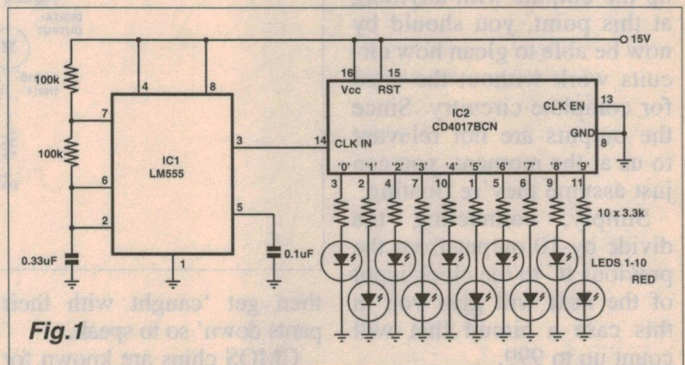 15V
100k
4
8
16
15
Vcc
RST
IC2
CD4017BCN
CLK EN
13
7
100k
IC1
LM555
3
14
CLK IN
GND
8
6
'0' '1' '2' '3' '4' '5' '6' '7' '8' '9'
3 2 4 7 10 1 5 6 9 11
2
5
10 x 3.3k
0.33uF
0.1uF
1
LEDS 1-10
RED
Fig.1